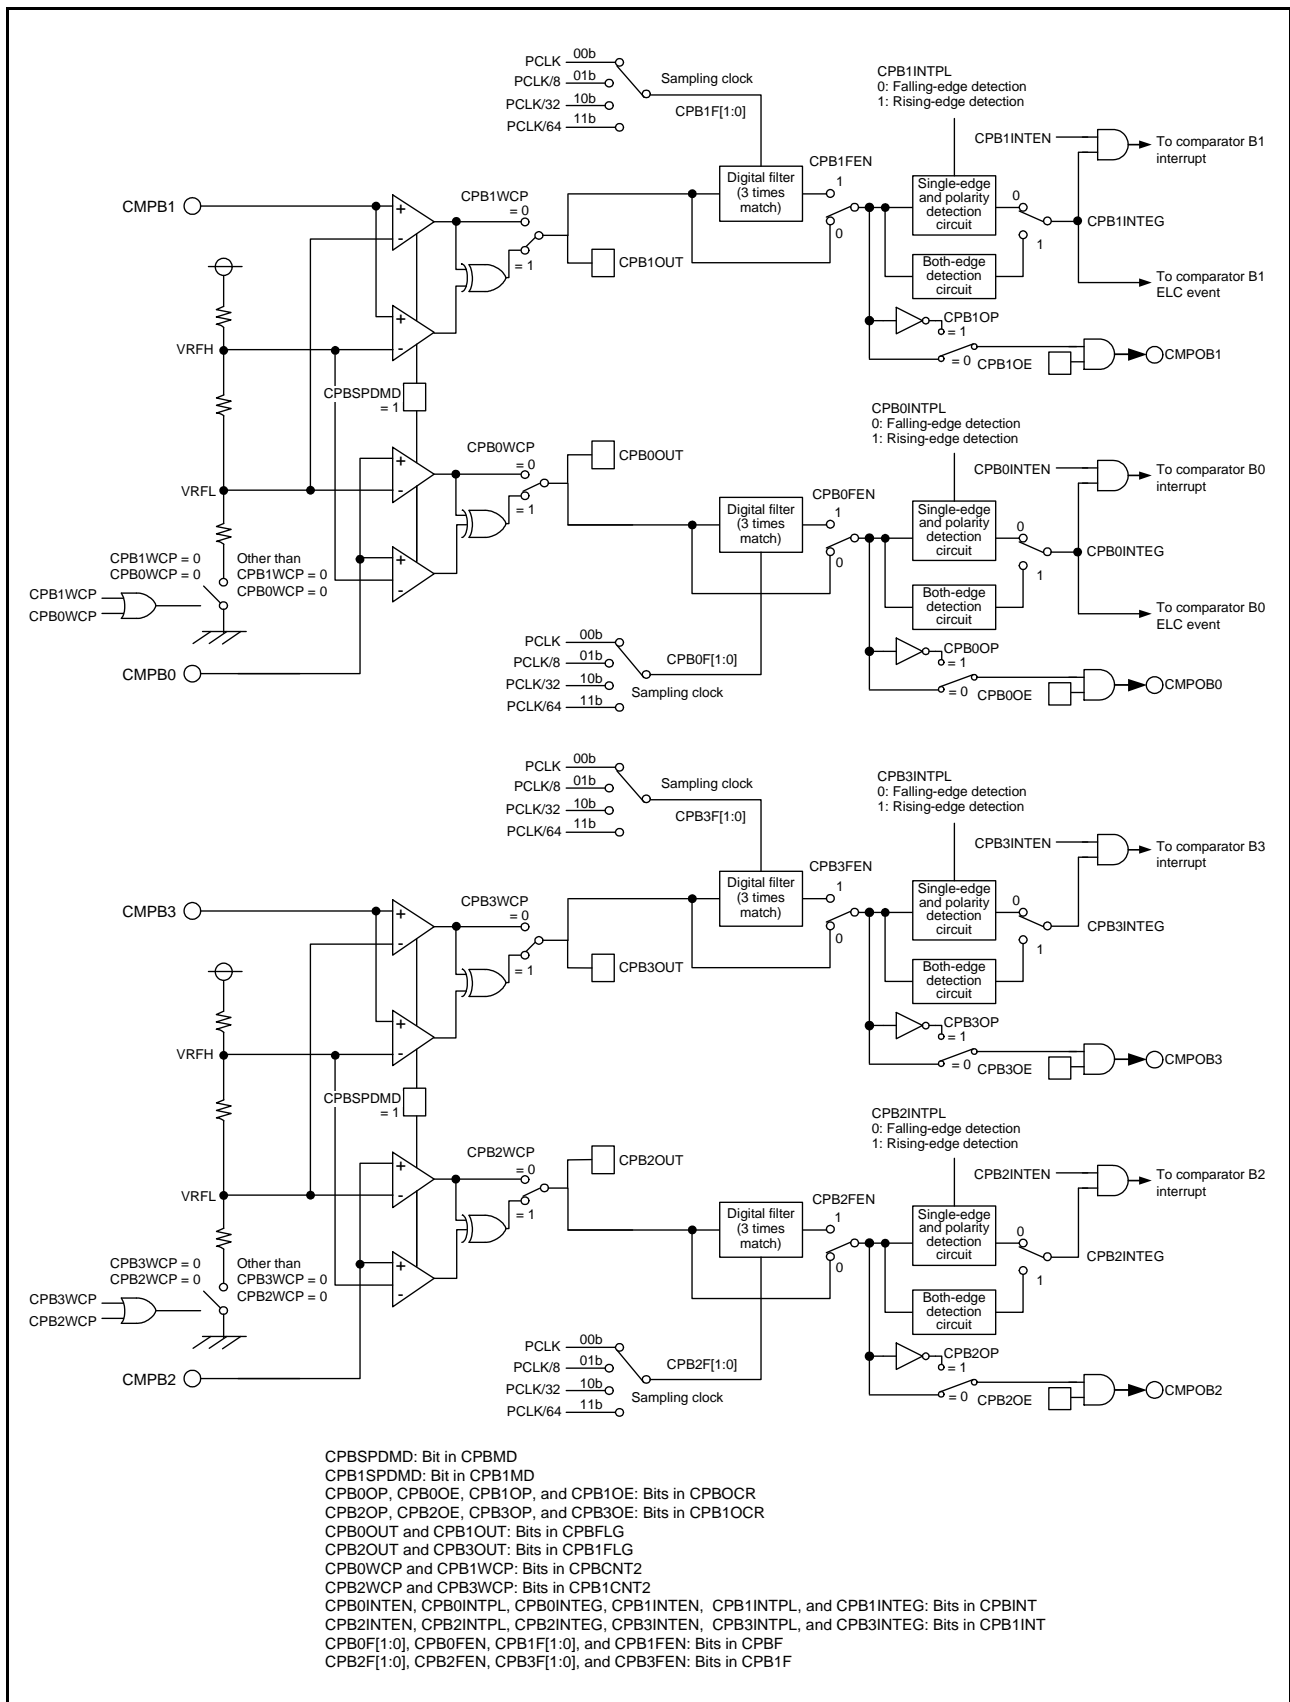 PCLK 00b
PCLK/8 01b
PCLK/32 10b
PCLK/64 11b
Sampling clock
CPB1F[1:0]
CPB1INTPL
0: Falling-edge detection
1: Rising-edge detection
CPB1INTEN
To comparator B1
interrupt
CMPB1
+
-
CPB1WCP
= 0
= 1
CPB1OUT
Digital filter
(3 times
match)
CPB1FEN
1
0
Single-edge
and polarity
detection
circuit
0
1
CPB1INTEG
Both-edge
detection
circuit
To comparator B1
ELC event
+
-
VRFH
CPB1OP
= 1
= 0
CPB1OE
CMPOB1
CPBSPDMD
= 1
CPB0INTPL
0: Falling-edge detection
1: Rising-edge detection
CPB0INTEN
To comparator B0
interrupt
CPB0WCP
= 0
= 1
CPB0OUT
+
-
VRFL
Digital filter
(3 times
match)
CPB0FEN
1
0
Single-edge
and polarity
detection
circuit
0
1
CPB0INTEG
Both-edge
detection
circuit
To comparator B0
ELC event
CPB1WCP = 0
CPB0WCP = 0
Other than
CPB1WCP = 0
CPB0WCP = 0
CPB1WCP
CPB0WCP
+
-
CMPB0
PCLK 00b
PCLK/8 01b
PCLK/32 10b
PCLK/64 11b
CPB0F[1:0]
Sampling clock
CPB0OP
= 1
= 0
CPB0OE
CMPOB0
PCLK 00b
PCLK/8 01b
PCLK/32 10b
PCLK/64 11b
Sampling clock
CPB3F[1:0]
CPB3INTPL
0: Falling-edge detection
1: Rising-edge detection
CPB3INTEN
To comparator B3
interrupt
CMPB3
+
-
CPB3WCP
= 0
= 1
CPB3OUT
Digital filter
(3 times
match)
CPB3FEN
1
0
Single-edge
and polarity
detection
circuit
0
1
CPB3INTEG
Both-edge
detection
circuit
+
-
VRFH
CPB3OP
= 1
= 0
CPB3OE
CMPOB3
CPBSPDMD
= 1
CPB2INTPL
0: Falling-edge detection
1: Rising-edge detection
CPB2INTEN
To comparator B2
interrupt
CPB2WCP
= 0
= 1
CPB2OUT
+
-
VRFL
Digital filter
(3 times
match)
CPB2FEN
1
0
Single-edge
and polarity
detection
circuit
0
1
CPB2INTEG
Both-edge
detection
circuit
CPB3WCP = 0
CPB2WCP = 0
Other than
CPB3WCP = 0
CPB2WCP = 0
CPB3WCP
CPB2WCP
+
-
CMPB2
PCLK 00b
PCLK/8 01b
PCLK/32 10b
PCLK/64 11b
CPB2F[1:0]
Sampling clock
CPB2OP
= 1
= 0
CPB2OE
CMPOB2
CPBSPDMD: Bit in CPBMD
CPB1SPDMD: Bit in CPB1MD
CPB0OP, CPB0OE, CPB1OP, and CPB1OE: Bits in CPBOCR
CPB2OP, CPB2OE, CPB3OP, and CPB3OE: Bits in CPB1OCR
CPB0OUT and CPB1OUT: Bits in CPBFLG
CPB2OUT and CPB3OUT: Bits in CPB1FLG
CPB0WCP and CPB1WCP: Bits in CPBCNT2
CPB2WCP and CPB3WCP: Bits in CPB1CNT2
CPB0INTEN, CPB0INTPL, CPB0INTEG, CPB1INTEN, CPB1INTPL, and CPB1INTEG: Bits in CPBINT
CPB2INTEN, CPB2INTPL, CPB2INTEG, CPB3INTEN, CPB3INTPL, and CPB3INTEG: Bits in CPB1INT
CPB0F[1:0], CPB0FEN, CPB1F[1:0], and CPB1FEN: Bits in CPBF
CPB2F[1:0], CPB2FEN, CPB3F[1:0], and CPB3FEN: Bits in CPB1F